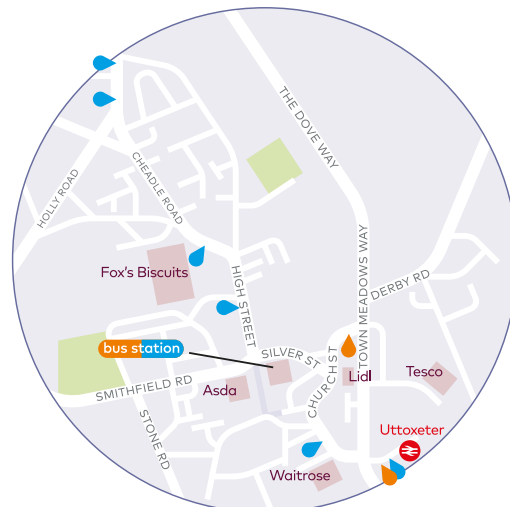 THE DOVE WAY
HOLLY ROAD
CHEADLE ROAD
Fox's Biscuits
HIGH STREET
TOWN MEADOWS WAY
DERBY RD
bus station
SILVER ST
SMITHFIELD RD
Asda
CHURCH ST
Lidl
Tesco
STONE RD
Uttoxeter
Waitrose